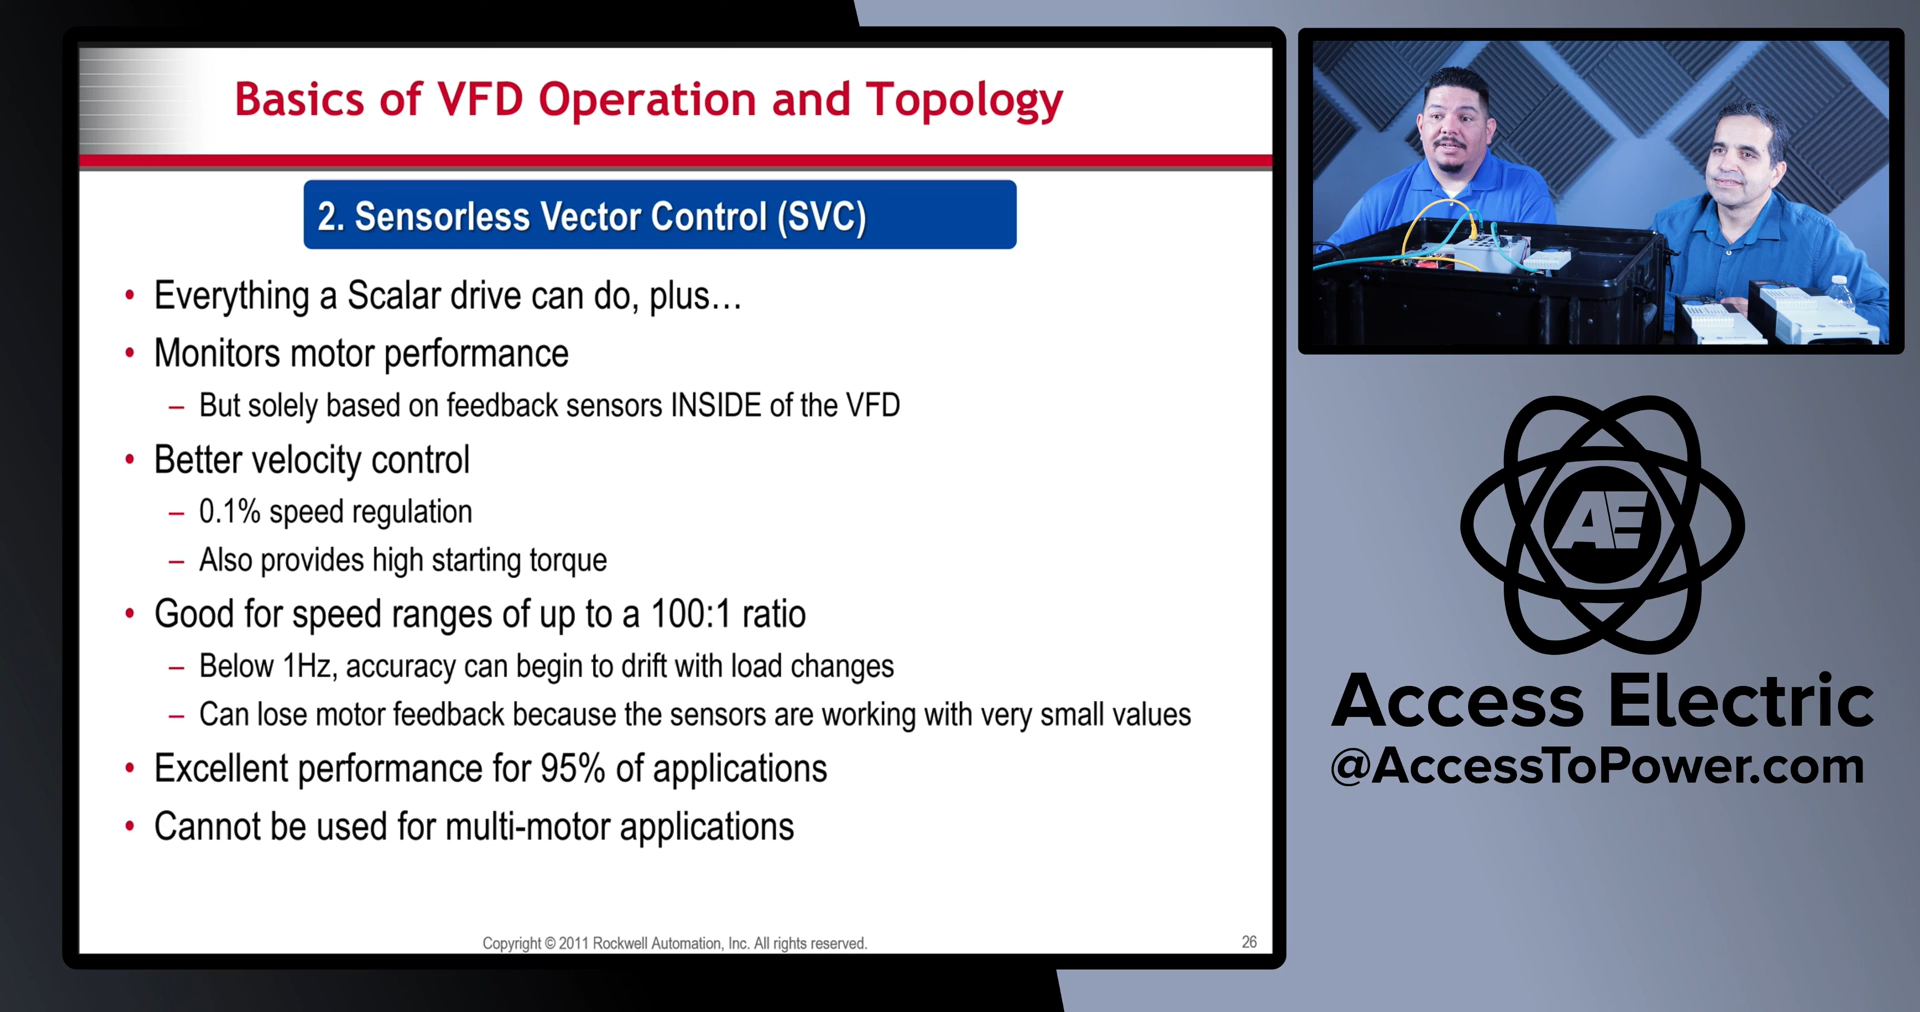 Basics of VFD Operation and Topology
2. Sensorless Vector Control (SVC)
• Everything a Scalar drive can do, plus…
• Monitors motor performance
– But solely based on feedback sensors INSIDE of the VFD
• Better velocity control
– 0.1% speed regulation
– Also provides high starting torque
• Good for speed ranges of up to a 100:1 ratio
– Below 1Hz, accuracy can begin to drift with load changes
– Can lose motor feedback because the sensors are working with very small values
• Excellent performance for 95% of applications
• Cannot be used for multi-motor applications
Copyright © 2011 Rockwell Automation, Inc. All rights reserved.
26
AE
Access Electric
@AccessToPower.com